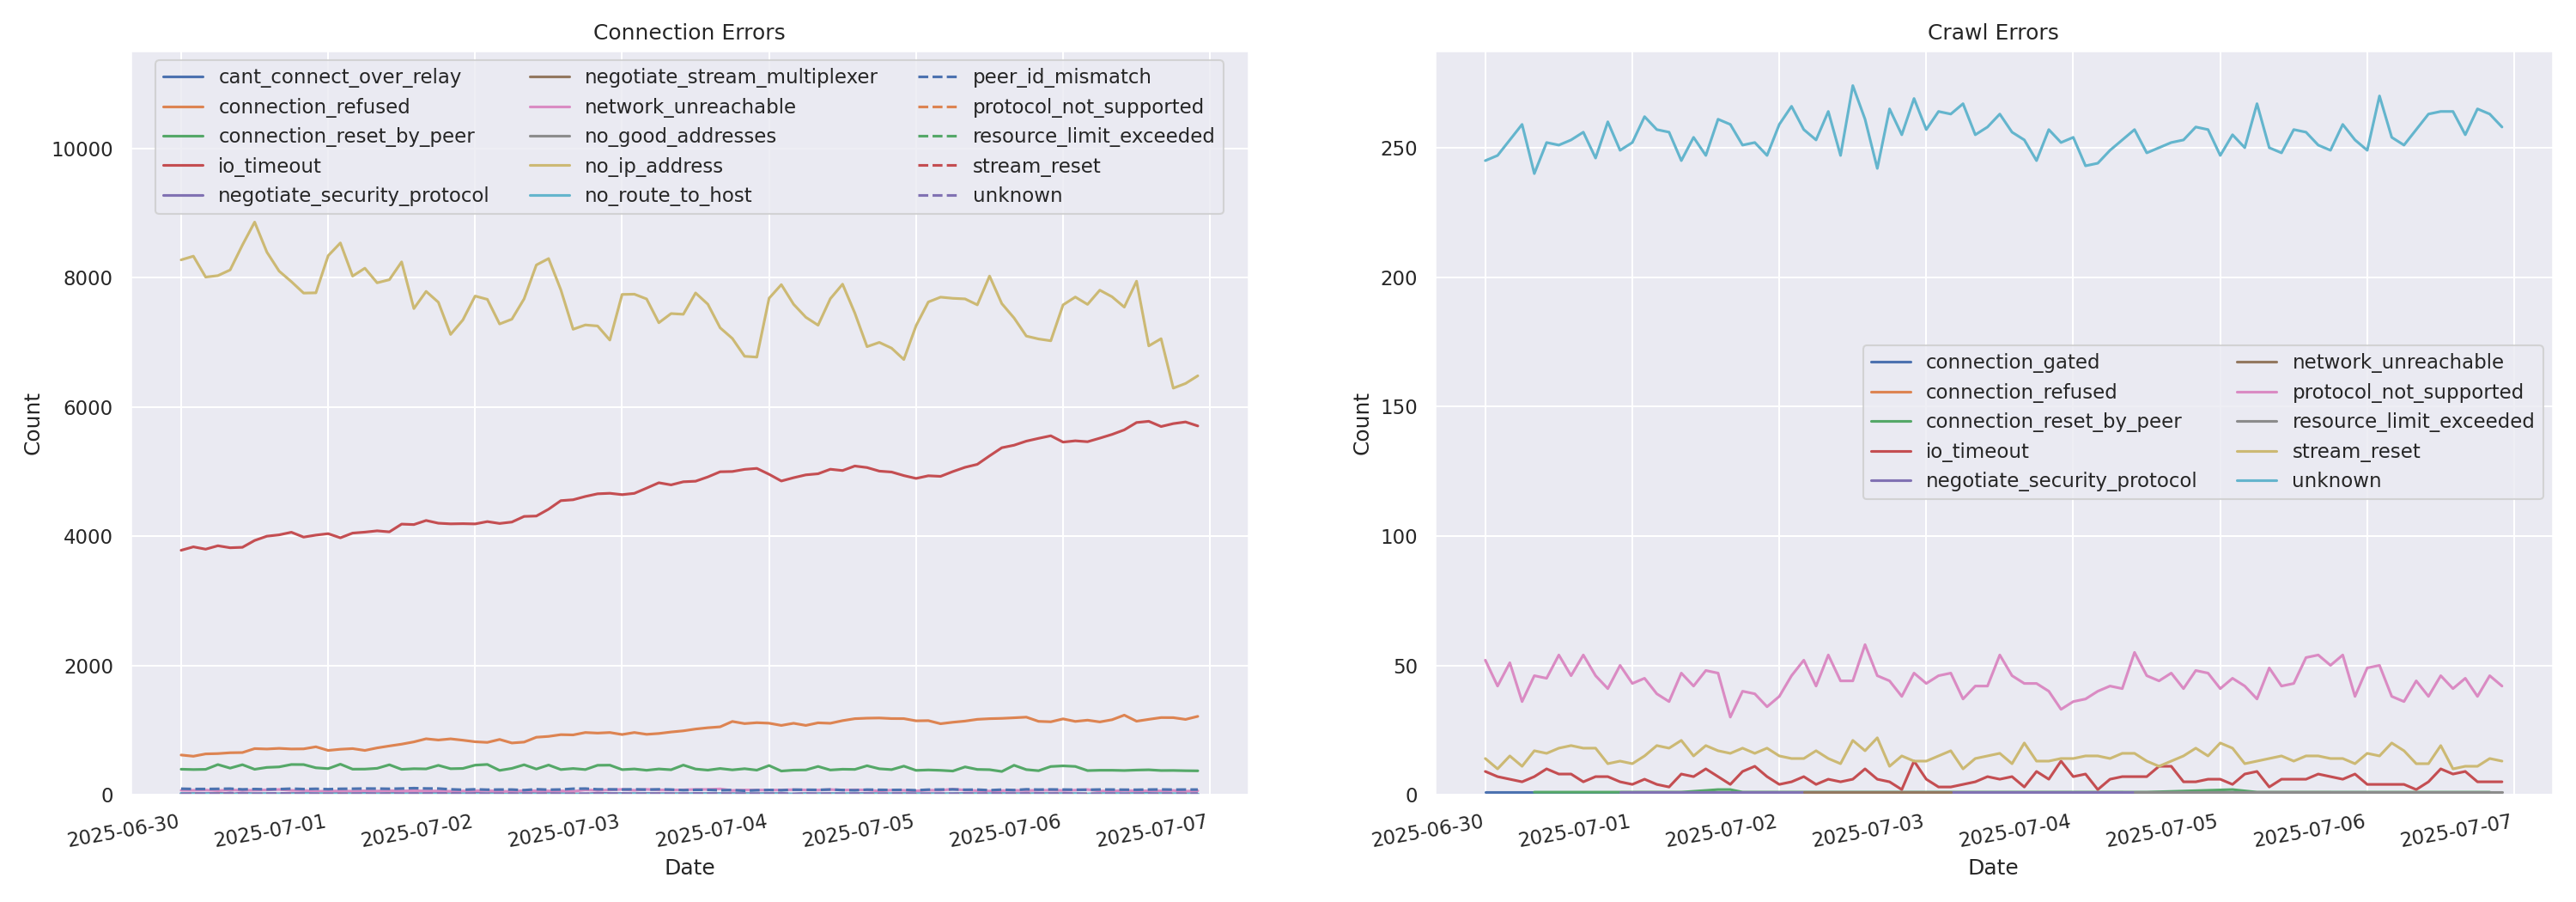 Connection Errors
cant_connect_over_relay
connection_refused
connection_reset_by_peer
io_timeout
negotiate_security_protocol
negotiate_stream_multiplexer
network_unreachable
no_good_addresses
no_ip_address
no_route_to_host
peer_id_mismatch
protocol_not_supported
resource_limit_exceeded
stream_reset
unknown
10000
8000
6000
4000
2000
0
Count
2025-06-30
2025-07-01
2025-07-02
2025-07-03
2025-07-04
2025-07-05
2025-07-06
2025-07-07
Date
Crawl Errors
250
200
150
100
50
0
Count
connection_gated
connection_refused
connection_reset_by_peer
io_timeout
negotiate_security_protocol
network_unreachable
protocol_not_supported
resource_limit_exceeded
stream_reset
unknown
2025-06-30
2025-07-01
2025-07-02
2025-07-03
2025-07-04
2025-07-05
2025-07-06
2025-07-07
Date